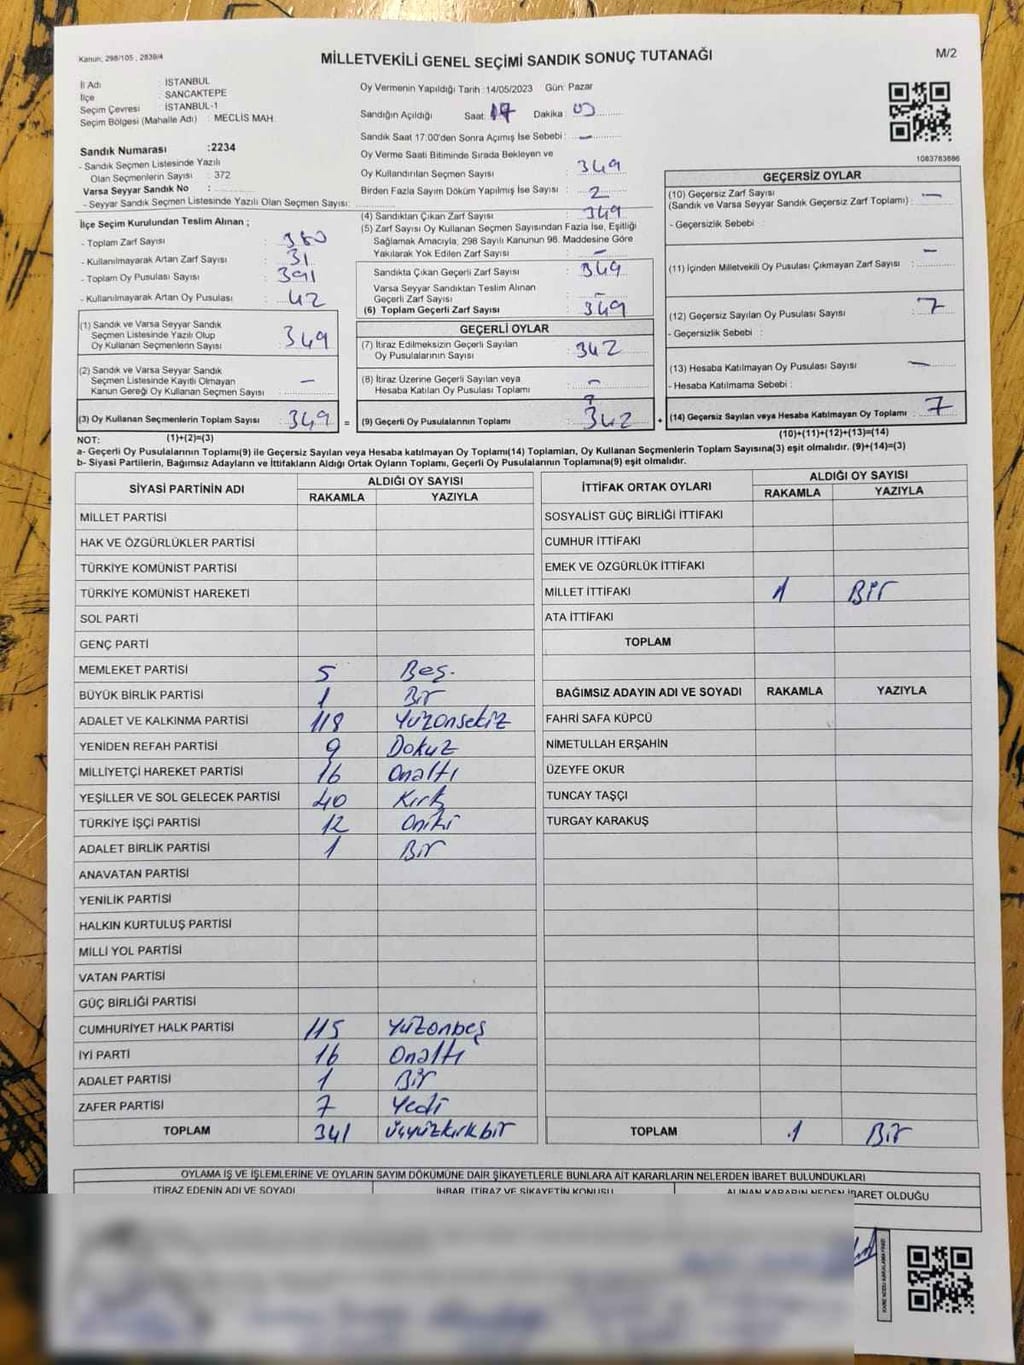 Kanun; 298/105 , 2839/4
MİLLETVEKİLİ GENEL SEÇİMİ SANDIK SONUÇ TUTANAĞI
M/2
İl Adı : İSTANBUL
İlçe : SANCAKTEPE
Seçim Çevresi : İSTANBUL-1
Seçim Bölgesi (Mahalle Adı) : MECLİS MAH.
Sandık Numarası :2234
- Sandık Seçmen Listesinde Yazılı
Olan Seçmenlerin Sayısı : 372
Varsa Seyyar Sandık No :
- Seyyar Sandık Seçmen Listesinde Yazılı Olan Seçmen Sayısı:
Oy Vermenin Yapıldığı Tarih :14/05/2023 Gün: Pazar
Sandığın Açıldığı Saat: 17 Dakika :
Sandık Saat 17:00'den Sonra Açımış İse Sebebi : —
Oy Verme Saati Bitiminde Sırada Bekleyen ve
Oy Kullandırılan Seçmen Sayısı : 349
Birden Fazla Sayım Döküm Yapılmış İse Sayısı : 2
1083783886
İlçe Seçim Kurulundan Teslim Alınan ;
- Toplam Zarf Sayısı : 380
- Kullanılmayarak Artan Zarf Sayısı : 31
- Toplam Oy Pusulası Sayısı : 391
- Kullanılmayarak Artan Oy Pusulası : 42
(1) Sandık ve Varsa Seyyar Sandık
Seçmen Listesinde Yazılı Olup
Oy Kullanan Seçmenlerin Sayısı : 349
(2) Sandık ve Varsa Seyyar Sandık
Seçmen Listesinde Kayıtlı Olmayan
Kanun Gereği Oy Kullanan Seçmen Sayısı : —
(3) Oy Kullanan Seçmenlerin Toplam Sayısı : 349 =
(1)+(2)=(3)
(4) Sandıktan Çıkan Zarf Sayısı : 349
(5) Zarf Sayısı Oy Kullanan Seçmen Sayısından Fazla İse, Eşitliği
Sağlamak Amacıyla; 298 Sayılı Kanunun 98. Maddesine Göre
Yakılarak Yok Edilen Zarf Sayısı : —
Sandıkta Çıkan Geçerli Zarf Sayısı : 349
Varsa Seyyar Sandıktan Teslim Alınan
Geçerli Zarf Sayısı : —
(6) Toplam Geçerli Zarf Sayısı : 349
GEÇERLİ OYLAR
(7) İtiraz Edilmeksizin Geçerli Sayılan
Oy Pusulalarının Sayısı : 342
(8) İtiraz Üzerine Geçerli Sayılan veya
Hesaba Katılan Oy Pusulası Toplamı : —
(9) Geçerli Oy Pusulalarının Toplamı : 342 +
GEÇERSİZ OYLAR
(10) Geçersiz Zarf Sayısı
(Sandık ve Varsa Seyyar Sandık Geçersiz Zarf Toplamı) : —
- Geçersizlik Sebebi :
(11) İçinden Milletvekili Oy Pusulası Çıkmayan Zarf Sayısı : —
(12) Geçersiz Sayılan Oy Pusulası Sayısı : 7
- Geçersizlik Sebebi :
(13) Hesaba Katılmayan Oy Pusulası Sayısı : —
- Hesaba Katılmama Sebebi :
(14) Geçersiz Sayılan veya Hesaba Katılmayan Oy Toplamı : 7
(10)+(11)+(12)+(13)=(14)
NOT:
a- Geçerli Oy Pusulalarının Toplamı(9) ile Geçersiz Sayılan veya Hesaba katılmayan Oy Toplamı(14) Toplamları, Oy Kullanan Seçmenlerin Toplam Sayısına(3) eşit olmalıdır. (9)+(14)=(3)
b- Siyasi Partilerin, Bağımsız Adayların ve İttifakların Aldığı Ortak Oyların Toplamı, Geçerli Oy Pusulalarının Toplamına(9) eşit olmalıdır.
SİYASİ PARTİNİN ADI
ALDIĞI OY SAYISI
RAKAMLA YAZIYLA
MİLLET PARTİSİ
HAK VE ÖZGÜRLÜKLER PARTİSİ
TÜRKİYE KOMÜNİST PARTİSİ
TÜRKİYE KOMÜNİST HAREKETİ
SOL PARTİ
GENÇ PARTİ
MEMLEKET PARTİSİ 5 Beş.
BÜYÜK BİRLİK PARTİSİ 1 Bir
ADALET VE KALKINMA PARTİSİ 118 Yüzonsekiz
YENİDEN REFAH PARTİSİ 9 Dokuz
MİLLİYETÇİ HAREKET PARTİSİ 16 Onaltı
YEŞİLLER VE SOL GELECEK PARTİSİ 40 Kırk
TÜRKİYE İŞÇİ PARTİSİ 12 Oniki
ADALET BİRLİK PARTİSİ 1 Bir
ANAVATAN PARTİSİ
YENİLİK PARTİSİ
HALKIN KURTULUŞ PARTİSİ
MİLLİ YOL PARTİSİ
VATAN PARTİSİ
GÜÇ BİRLİĞİ PARTİSİ
CUMHURİYET HALK PARTİSİ 115 Yüzonbeş
İYİ PARTİ 16 Onaltı
ADALET PARTİSİ 1 Bir
ZAFER PARTİSİ 7 Yedi
TOPLAM 341 üçyüzkırkbir
İTTİFAK ORTAK OYLARI
ALDIĞI OY SAYISI
RAKAMLA YAZIYLA
SOSYALİST GÜÇ BİRLİĞİ İTTİFAKI
CUMHUR İTTİFAKI
EMEK VE ÖZGÜRLÜK İTTİFAKI
MİLLET İTTİFAKI 1 Bir
ATA İTTİFAKI
TOPLAM
BAĞIMSIZ ADAYIN ADI VE SOYADI RAKAMLA YAZIYLA
FAHRİ SAFA KÜPCÜ
NİMETULLAH ERŞAHİN
ÜZEYFE OKUR
TUNCAY TAŞÇI
TURGAY KARAKUŞ
TOPLAM 1 Bir
OYLAMA İŞ VE İŞLEMLERİNE VE OYLARIN SAYIM DÖKÜMÜNE DAİR ŞİKAYETLERLE BUNLARA AİT KARARLARIN NELERDEN İBARET BULUNDUKLARI
İTİRAZ EDENİN ADI VE SOYADI
İHBAR, İTİRAZ VE ŞİKAYETİN KONUSU
ALINAN KARARIN NEDEN İBARET OLDUĞU